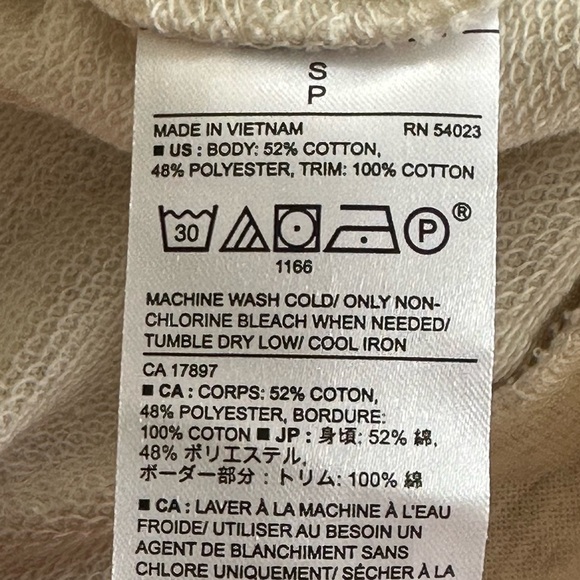 S
P
MADE IN VIETNAM RN 54023
■ US : BODY: 52% COTTON,
48% POLYESTER, TRIM: 100% COTTON
30 P ®
1166
MACHINE WASH COLD/ ONLY NON-
CHLORINE BLEACH WHEN NEEDED/
TUMBLE DRY LOW/ COOL IRON
CA 17897
■ CA : CORPS: 52% COTON,
48% POLYESTER, BORDURE:
100% COTON ■ JP : 身頃: 52% 綿,
48% ポリエステル,
ボーダー部分 : トリム: 100% 綿
■ CA : LAVER À LA MACHINE À L'EAU
FROIDE/ UTILISER AU BESOIN UN
AGENT DE BLANCHIMENT SANS
CHLORE UNIQUEMENT/ SÉCHER À LA